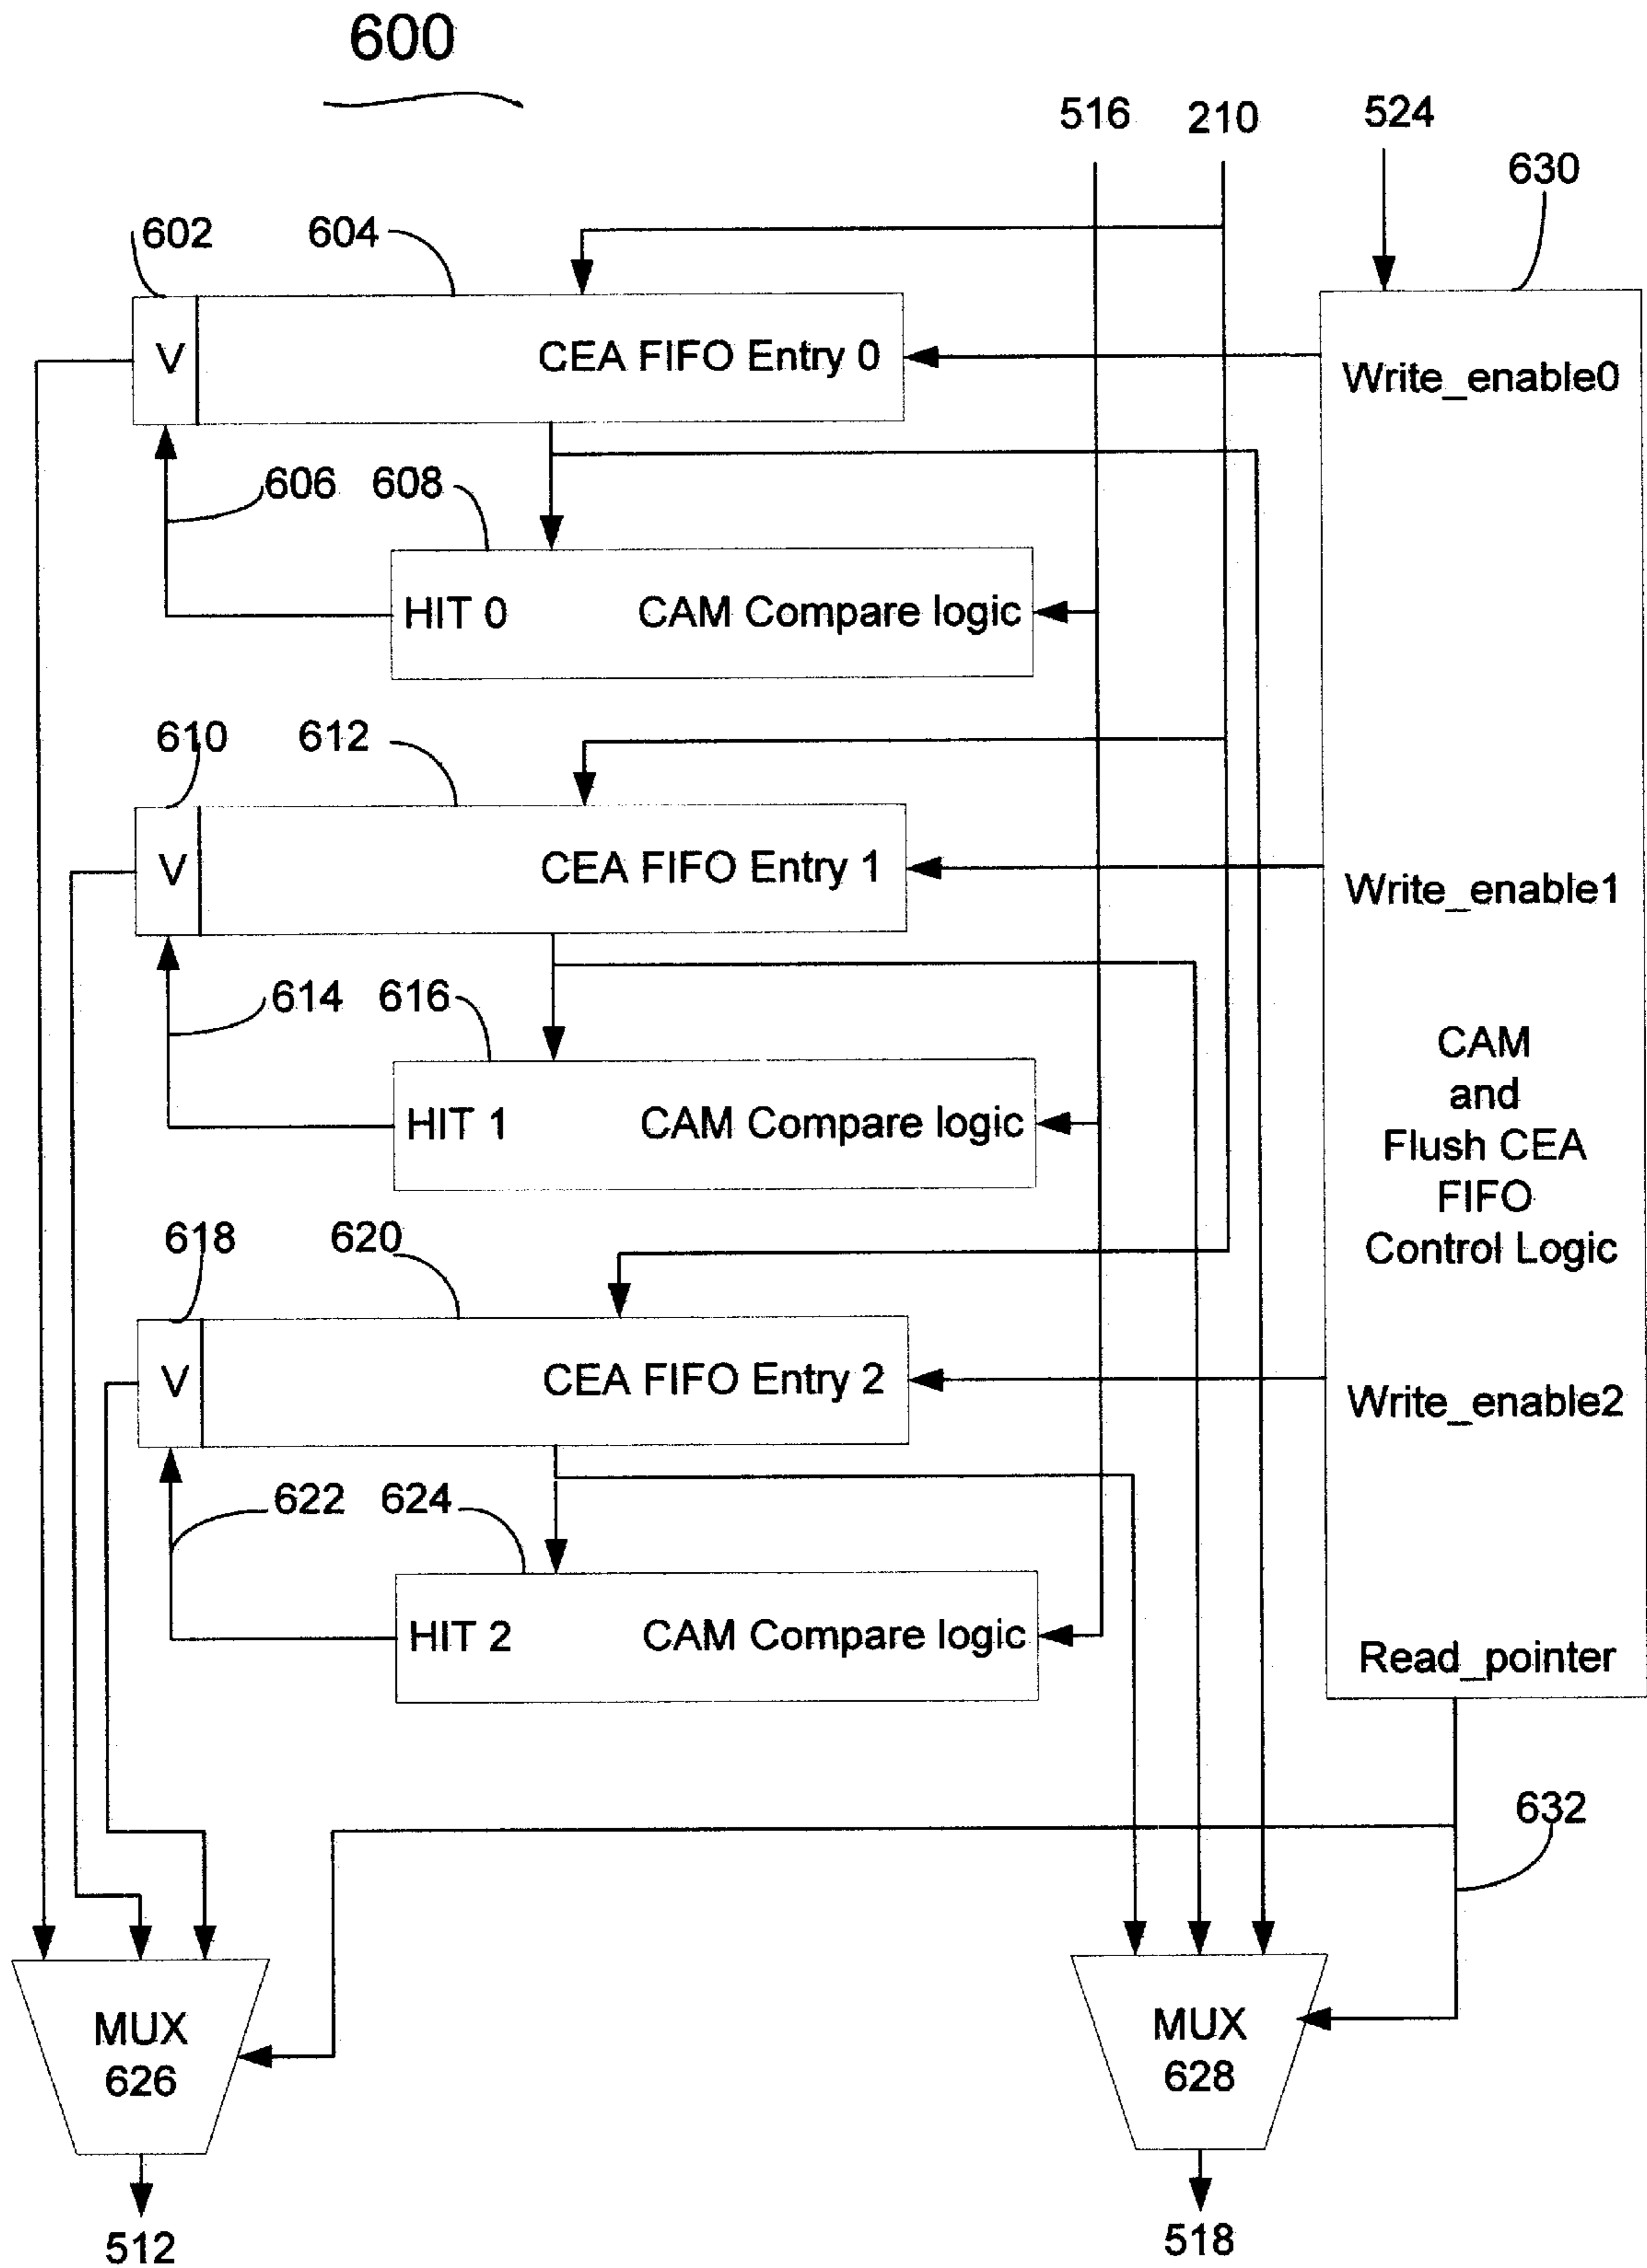 600
516
210
524
630
602
604
V
CEA FIFO Entry 0
Write_enable0
606
608
HIT 0
CAM Compare logic
610
612
V
CEA FIFO Entry 1
Write_enable1
614
616
HIT 1
CAM Compare logic
CAM
and
Flush CEA
FIFO
Control Logic
618
620
V
CEA FIFO Entry 2
Write_enable2
622
624
HIT 2
CAM Compare logic
Read_pointer
632
MUX
626
MUX
628
512
518